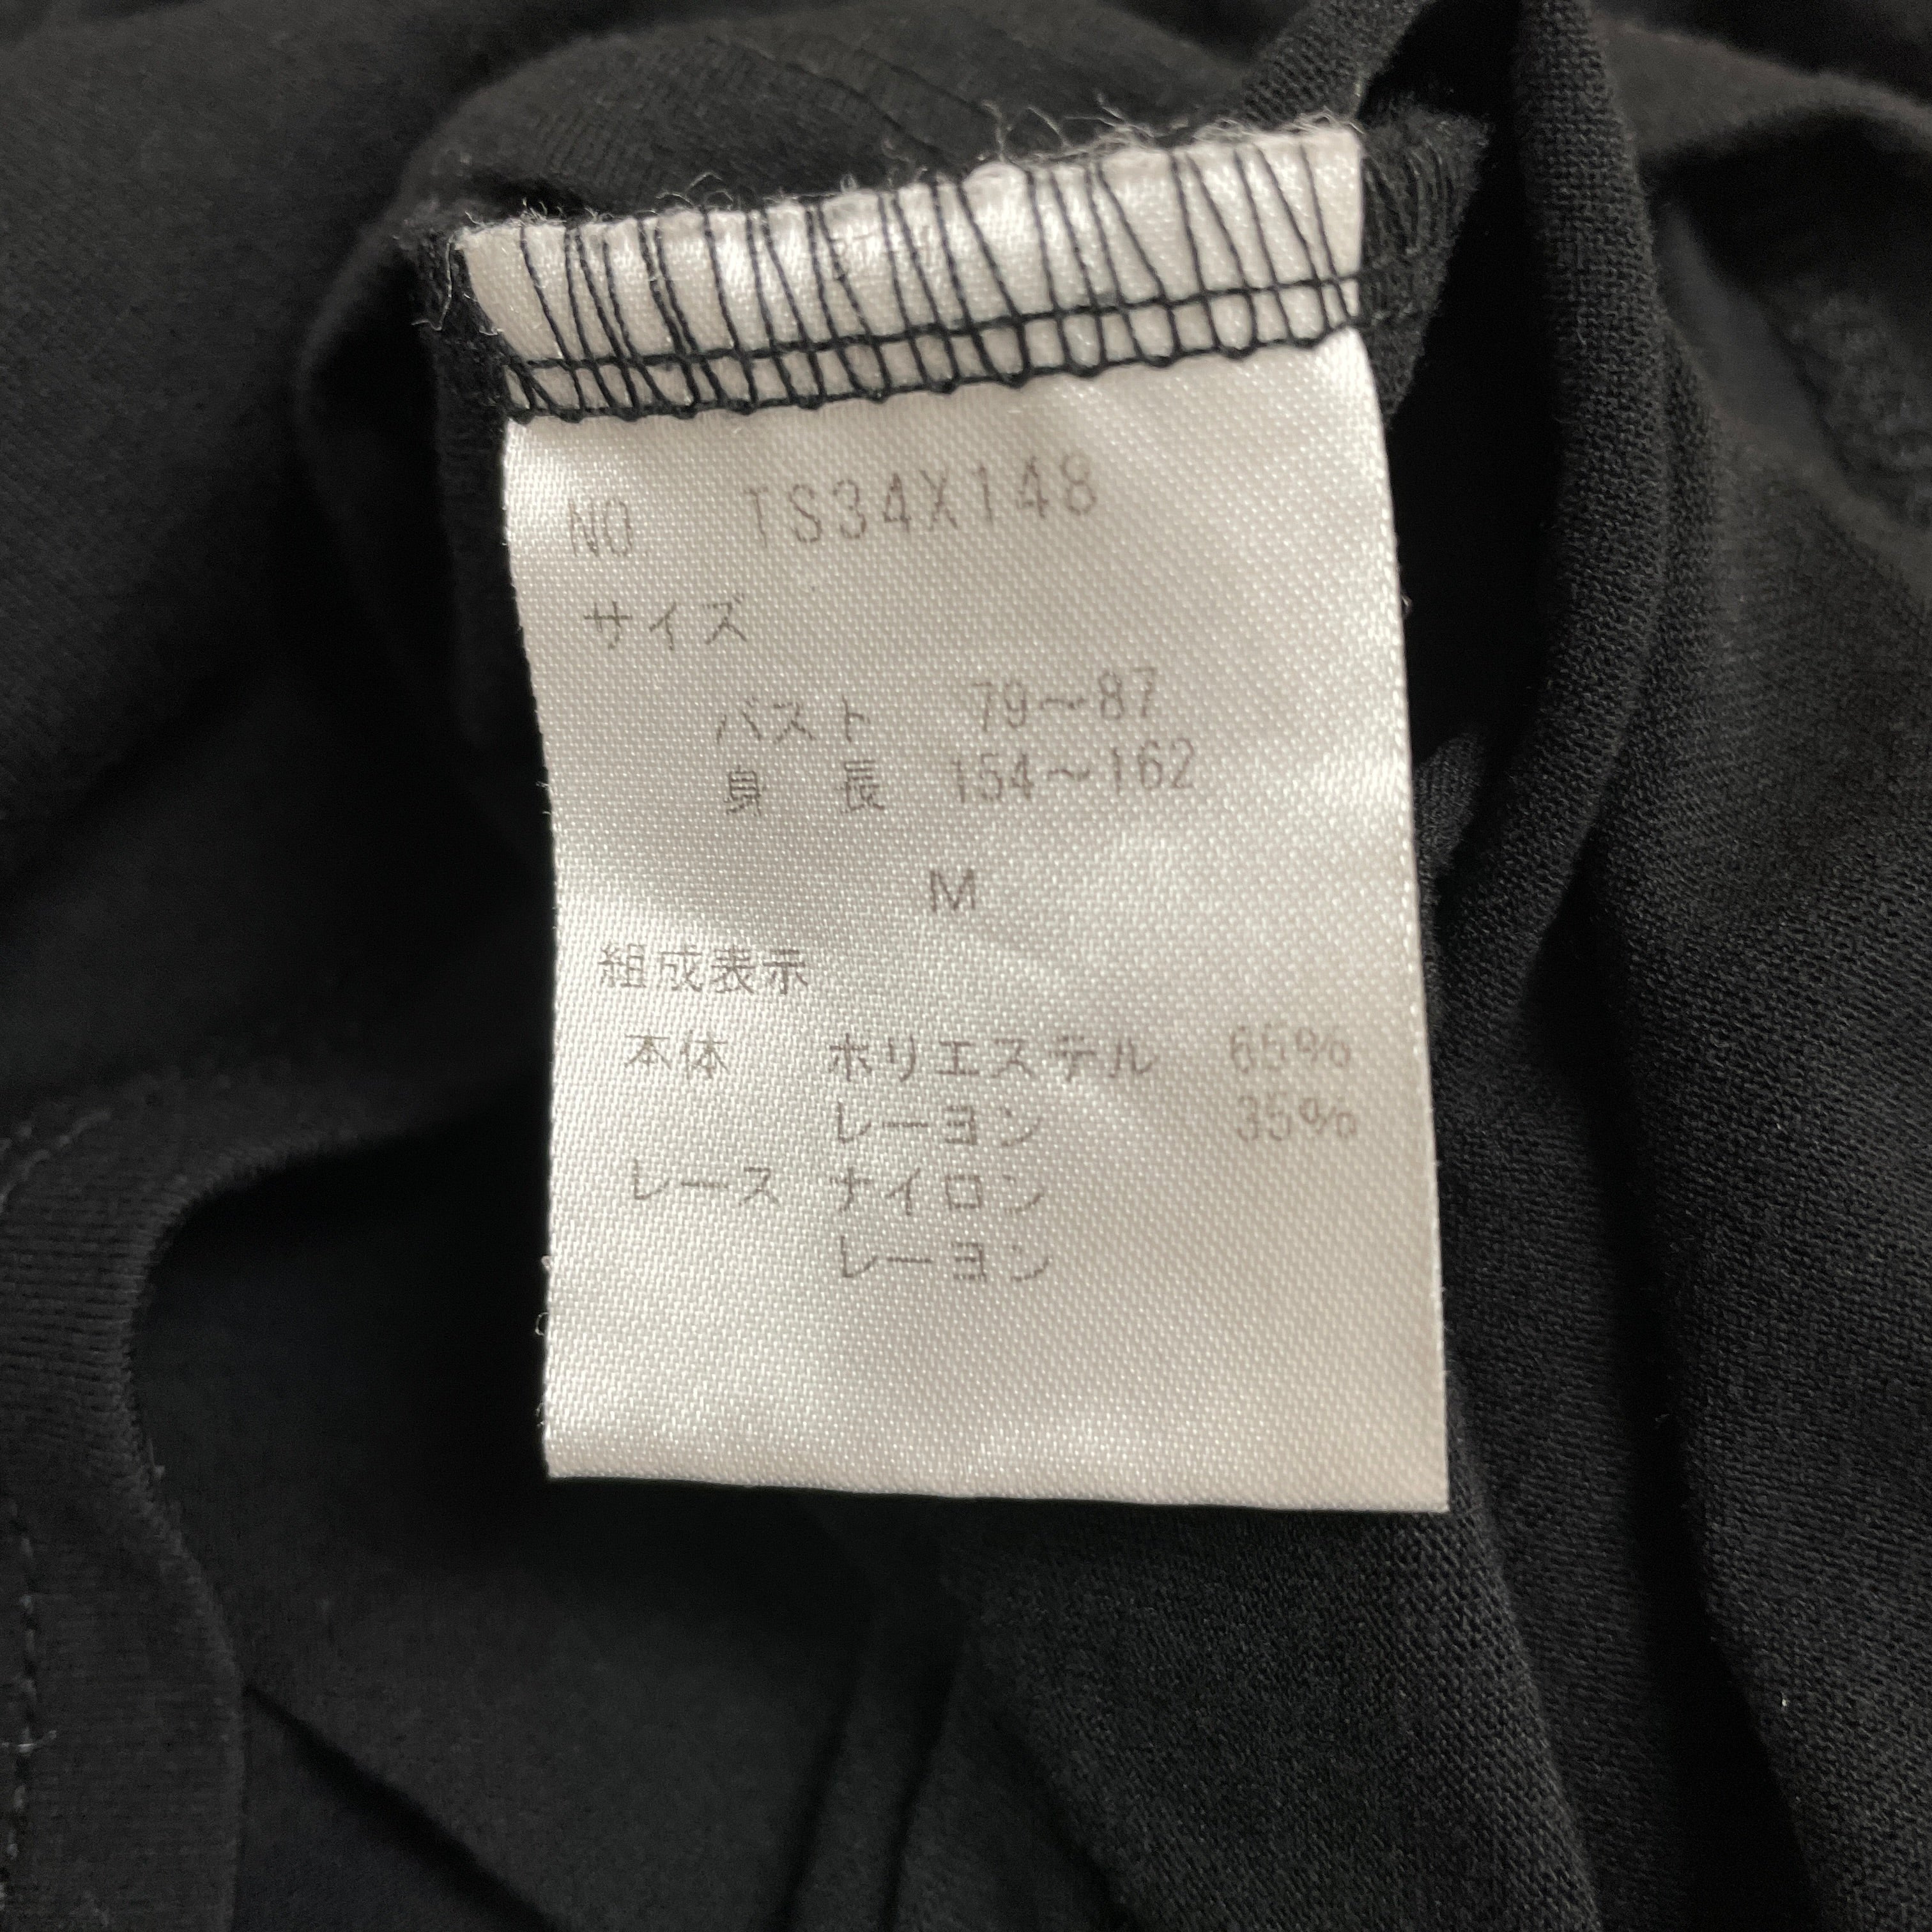 NO. TS34X148
サイズ
バスト 79～87
身 長 154～162
M
組成表示
本体 ポリエステル 65%
レーヨン 35%
レース ナイロン
レーヨン